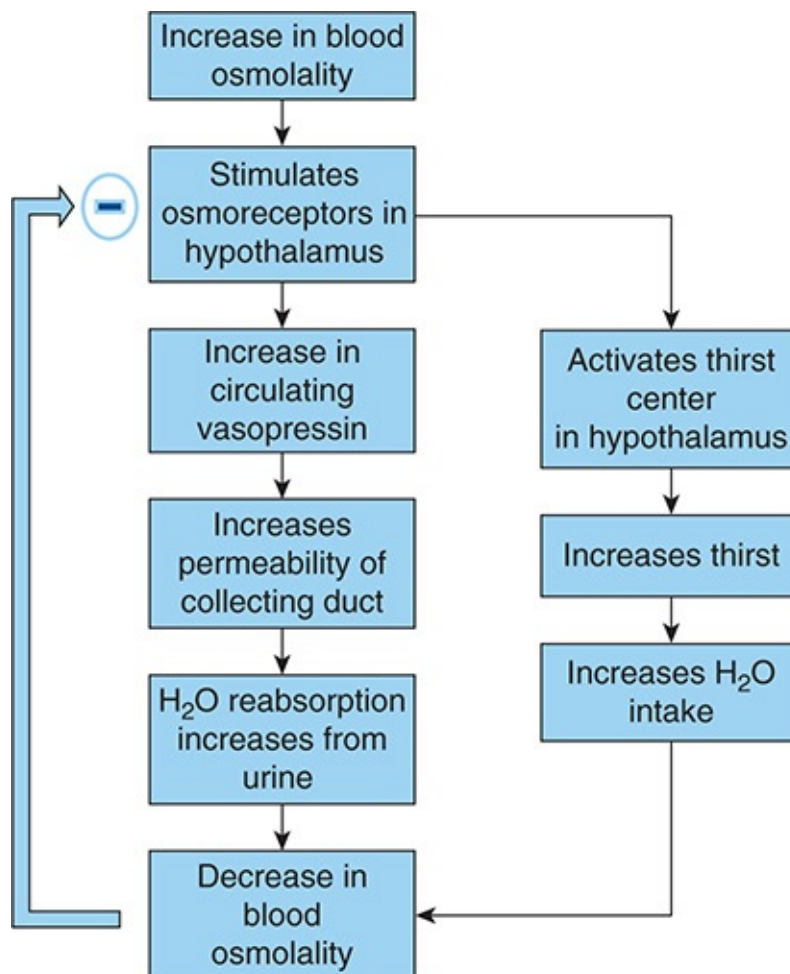 Increase in blood
osmolality
Stimulates
osmoreceptors in
hypothalamus
Increase in
circulating
vasopressin
Increases
permeability of
collecting duct
H₂O reabsorption
increases from
urine
Decrease in
blood
osmolality
Activates thirst
center
in hypothalamus
Increases thirst
Increases H₂O
intake